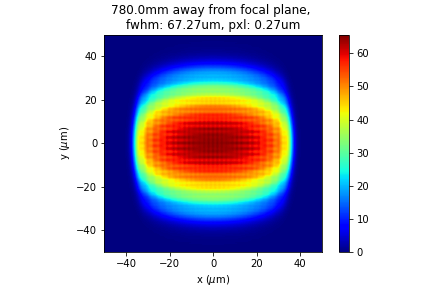 780.0mm away from focal plane,
fwhm: 67.27um, pxl: 0.27um
40
20
0
−20
−40
y (μm)
−40 −20 0 20 40
x (μm)
60
50
40
30
20
10
0